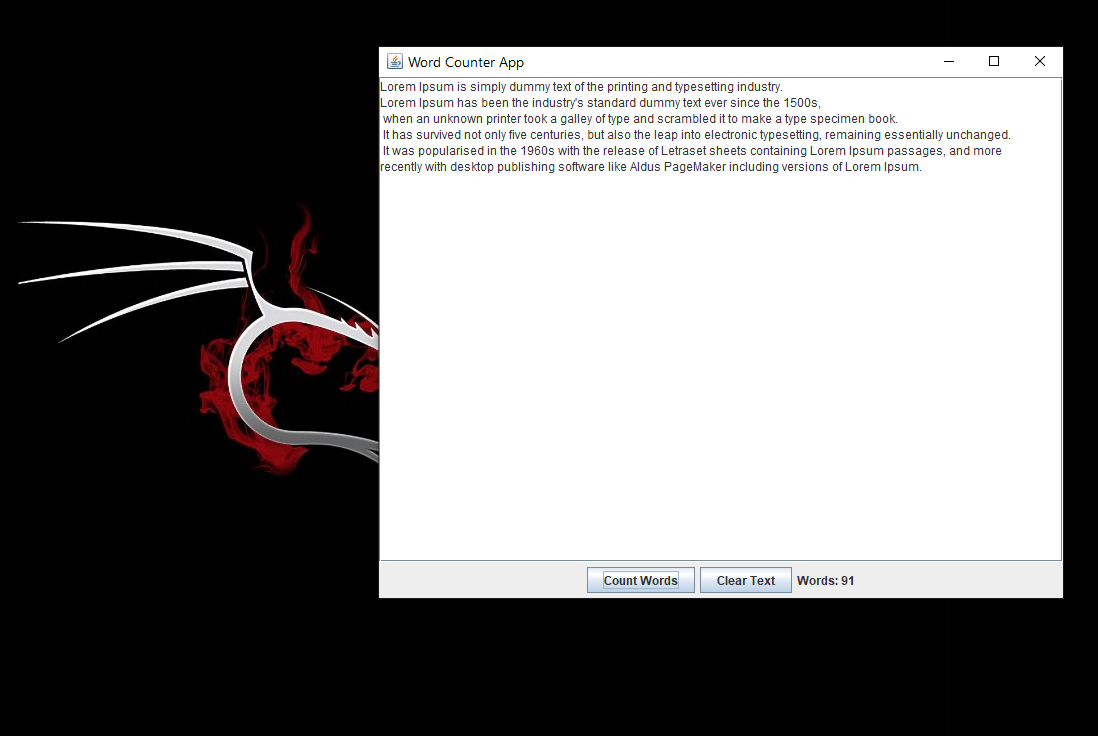 Word Counter App
Lorem Ipsum is simply dummy text of the printing and typesetting industry.
Lorem Ipsum has been the industry's standard dummy text ever since the 1500s,
when an unknown printer took a galley of type and scrambled it to make a type specimen book.
It has survived not only five centuries, but also the leap into electronic typesetting, remaining essentially unchanged.
It was popularised in the 1960s with the release of Letraset sheets containing Lorem Ipsum passages, and more
recently with desktop publishing software like Aldus PageMaker including versions of Lorem Ipsum.
Count Words Clear Text Words: 91